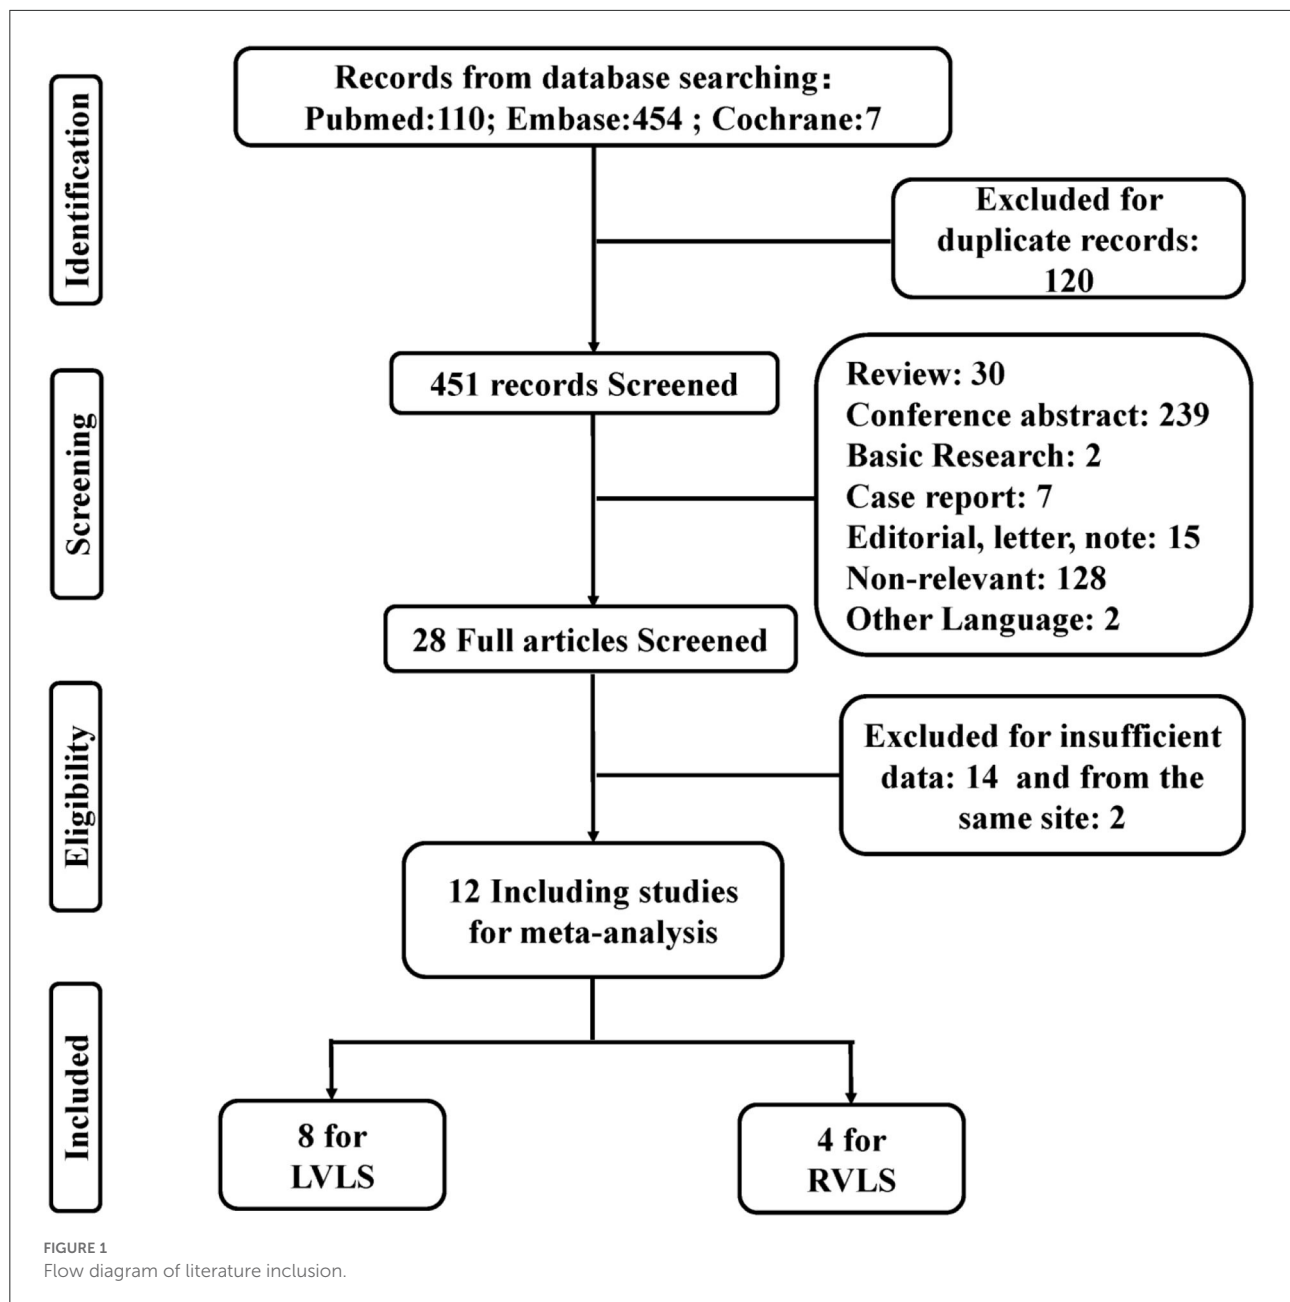 Identification
Records from database searching:
Pubmed:110; Embase:454 ; Cochrane:7
Excluded for
duplicate records:
120
Screening
451 records Screened
Review: 30
Conference abstract: 239
Basic Research: 2
Case report: 7
Editorial, letter, note: 15
Non-relevant: 128
Other Language: 2
28 Full articles Screened
Eligibility
Excluded for insufficient
data: 14 and from the
same site: 2
12 Including studies
for meta-analysis
Included
8 for
LVLS
4 for
RVLS
FIGURE 1
Flow diagram of literature inclusion.